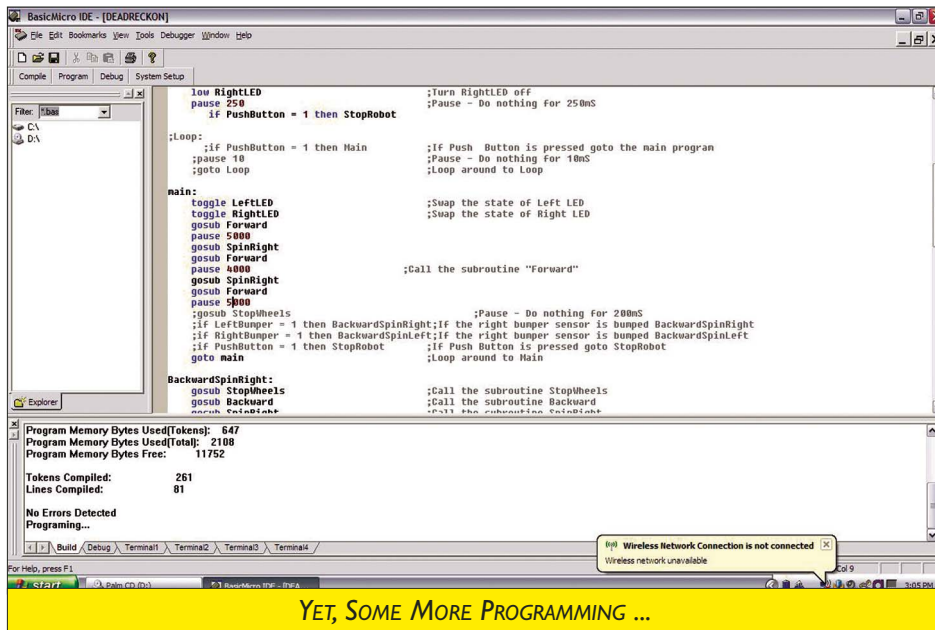 BasicMicro IDE - [DEADRECKON]
File Edit Bookmarks View Tools Debugger Window Help
Compile Program Debug System Setup
Filter: *.bas
C:\
D:\
Explorer
low RightLED ;Turn RightLED off
pause 250 ;Pause - Do nothing for 250mS
if PushButton = 1 then StopRobot
;Loop:
;if PushButton = 1 then Main ;If Push Button is pressed goto the main program
;pause 10 ;Pause - Do nothing for 10mS
;goto Loop ;Loop around to Loop
main:
toggle LeftLED ;Swap the state of Left LED
toggle RightLED ;Swap the state of Right LED
gosub Forward
pause 5000
gosub SpinRight
gosub Forward
pause 4000 ;Call the subroutine "Forward"
gosub SpinRight
gosub Forward
pause 5000
;gosub StopWheels ;Pause - Do nothing for 200mS
;if LeftBumper = 1 then BackwardSpinRight;If the right bumper sensor is bumped BackwardSpinRight
;if RightBumper = 1 then BackwardSpinLeft;If the right bumper sensor is bumped BackwardSpinLeft
;if PushButton = 1 then StopRobot ;If Push Button is pressed goto StopRobot
goto main ;Loop around to Main
BackwardSpinRight:
gosub StopWheels ;Call the subroutine StopWheels
gosub Backward ;Call the subroutine Backward
gosub SpinRight ;Call the subroutine SpinRight
Program Memory Bytes Used(Tokens): 647
Program Memory Bytes Used(Total): 2108
Program Memory Bytes Free: 11752
Tokens Compiled: 261
Lines Compiled: 81
No Errors Detected
Programing...
Build Debug Terminal1 Terminal2 Terminal3 Terminal4
Wireless Network Connection is not connected
Wireless network unavailable
For Help, press F1
Col 9
start Palm CD (D:) BasicMicro IDE - [DEA 3:05 PM
YET, SOME MORE PROGRAMMING ...